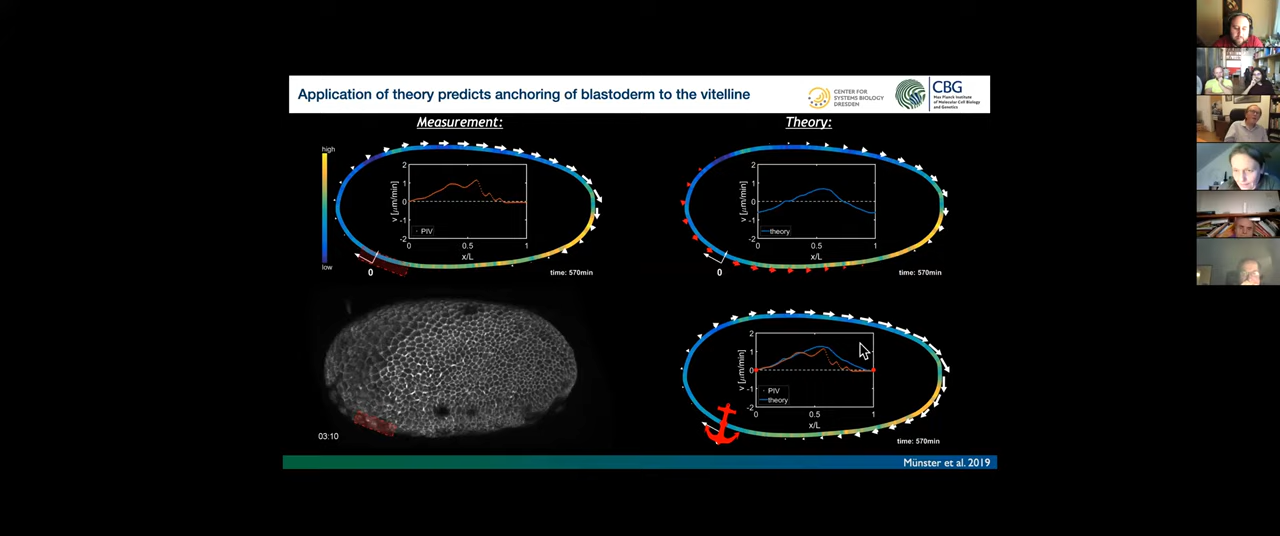 Application of theory predicts anchoring of blastoderm to the vitelline
CENTER FOR
SYSTEMS BIOLOGY
DRESDEN
CBG
Max Planck Institute
of Molecular Cell Biology
and Genetics
Measurement:
Theory:
high
low
2
1
0
-1
-2
v [µm/min]
PIV
0
0.5
1
x/L
0
time: 570min
2
1
0
-1
-2
v [µm/min]
theory
0
0.5
1
x/L
0
time: 570min
03:10
2
1
0
-1
-2
v [µm/min]
PIV
theory
0
0.5
1
x/L
time: 570min
Münster et al. 2019